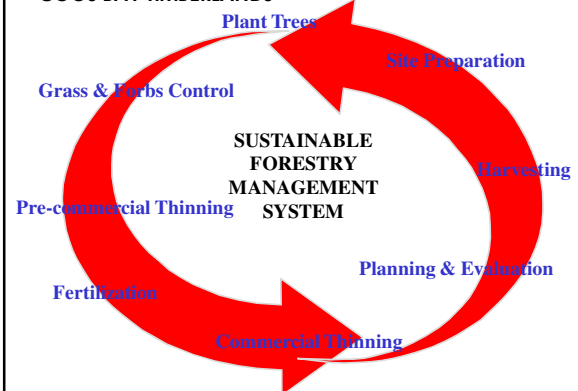 Plant Trees
Site Preparation
Grass & Forbs Control
SUSTAINABLE
FORESTRY
MANAGEMENT
SYSTEM
Harvesting
Pre-commercial Thinning
Planning & Evaluation
Fertilization
Commercial Thinning